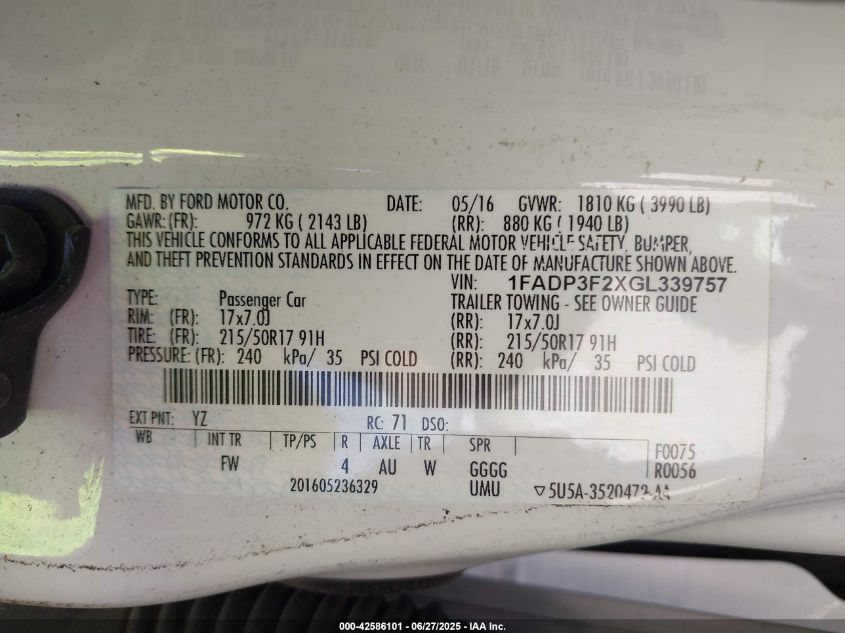 MFD. BY FORD MOTOR CO. DATE: 05/16 GVWR: 1810 KG ( 3990 LB)
GAWR:(FR): 972 KG ( 2143 LB) (RR): 880 KG ( 1940 LB)
THIS VEHICLE CONFORMS TO ALL APPLICABLE FEDERAL MOTOR VEHICLE SAFETY, BUMPER,
AND THEFT PREVENTION STANDARDS IN EFFECT ON THE DATE OF MANUFACTURE SHOWN ABOVE.
VIN: 1FADP3F2XGL339757
TYPE: Passenger Car TRAILER TOWING - SEE OWNER GUIDE
RIM: (FR): 17x7.0J (RR): 17x7.0J
TIRE: (FR): 215/50R17 91H (RR): 215/50R17 91H
PRESSURE: (FR): 240 kPa/ 35 PSI COLD (RR): 240 kPa/ 35 PSI COLD
EXT PNT: YZ RC: 71 DSO:
WB INT TR TP/PS R AXLE TR SPR F0075
FW 4 AU W GGGG R0056
201605236329 UMU ▽5U5A-3520472-AA
000-42586101 - 06/27/2025 - IAA Inc.